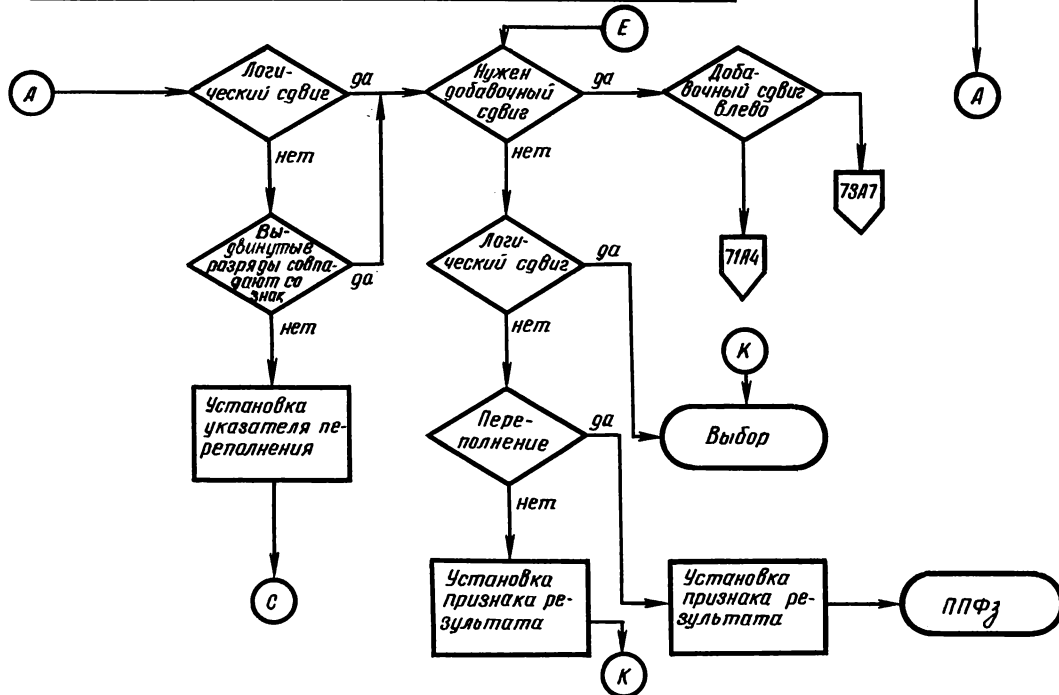 E
A
Логи-
ческий сдвиг
да
Нужен
добавочный
сдвиг
да
Доба-
вочный сдвиг
влево
A
нет
нет
73А7
Вы-
двинутые
разряды совпа-
дают со
знак
да
Логи-
ческий сдвиг
да
71А4
нет
нет
K
Установка
указателя пе-
реполнения
Пере-
полнение
да
Выбор
нет
C
Установка
признака ре-
зультата
Установка
признака ре-
зультата
ППФз
K